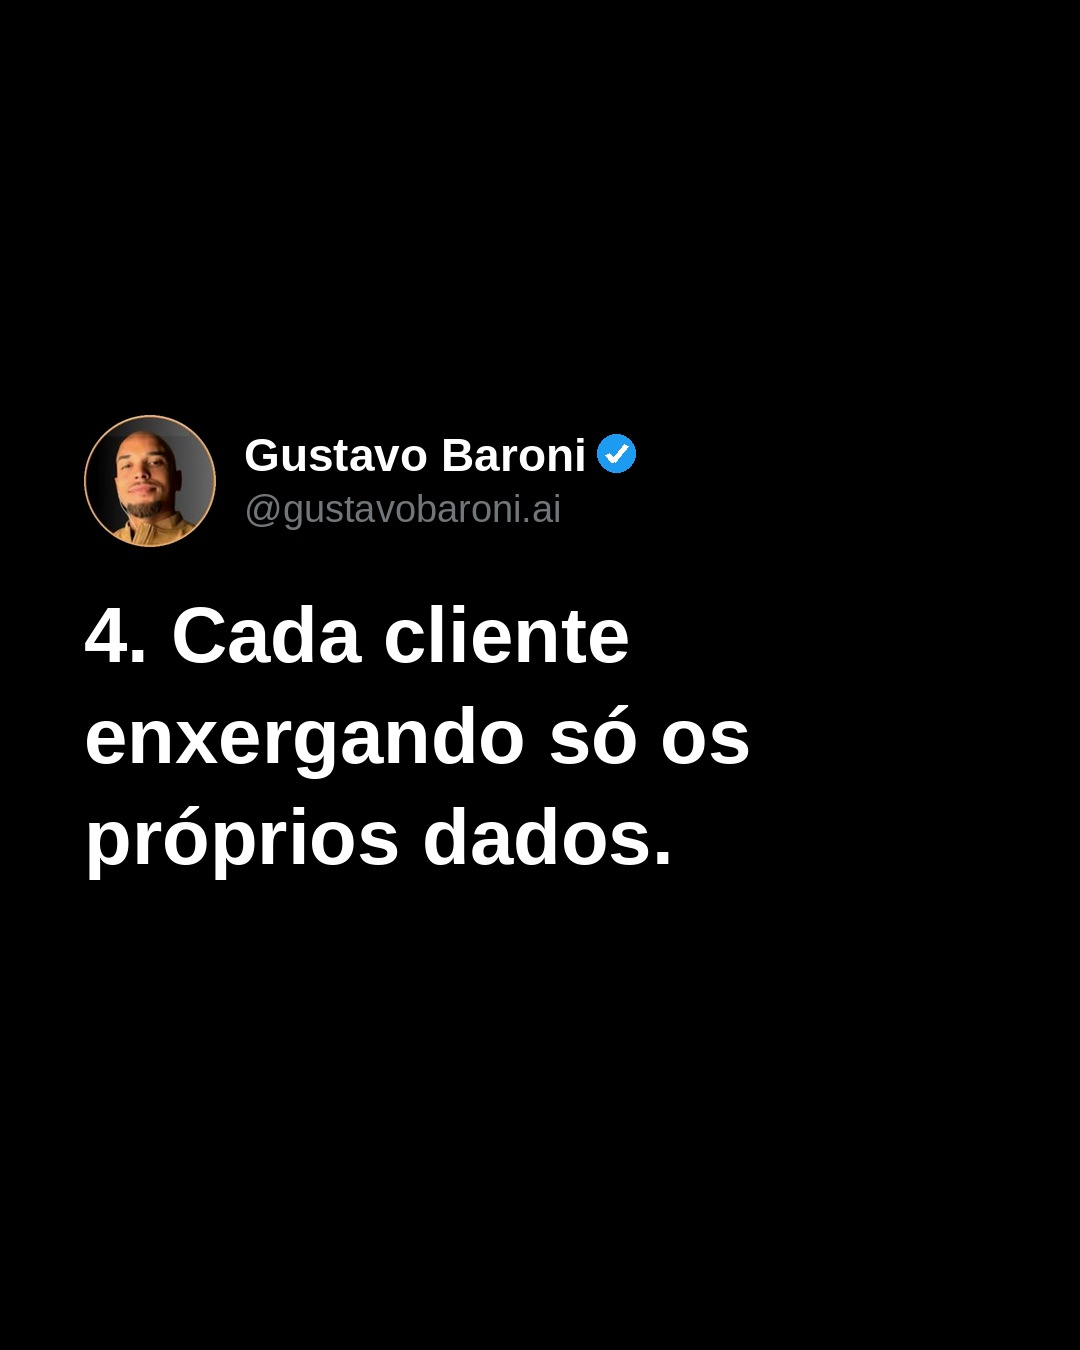 Gustavo Baroni
@gustavobaroni.ai
4. Cada cliente
enxergando só os
próprios dados.